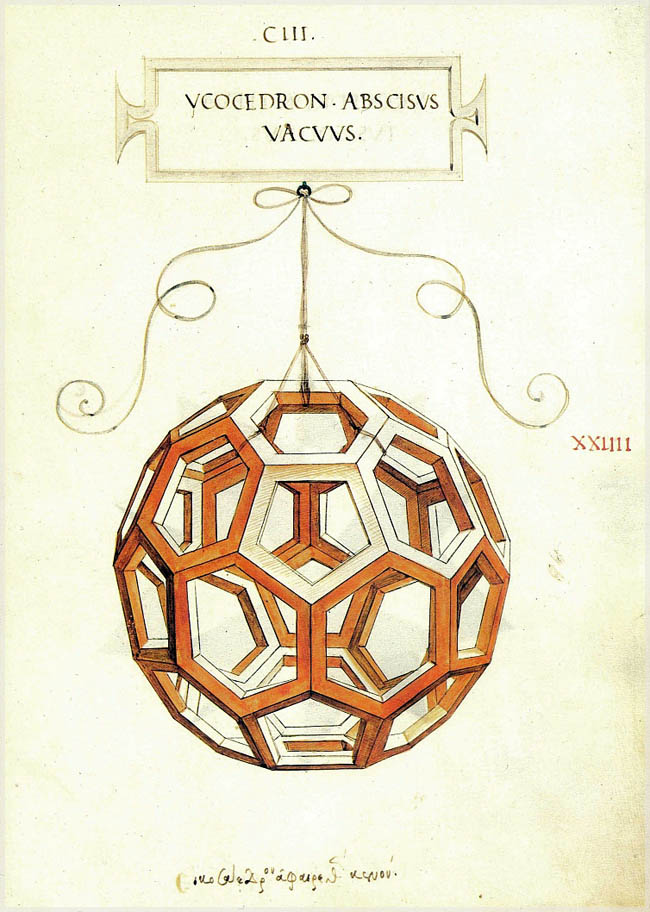 CIII.
YCOCEDRON · ABSCISVS
VACVVS.
XXIIII